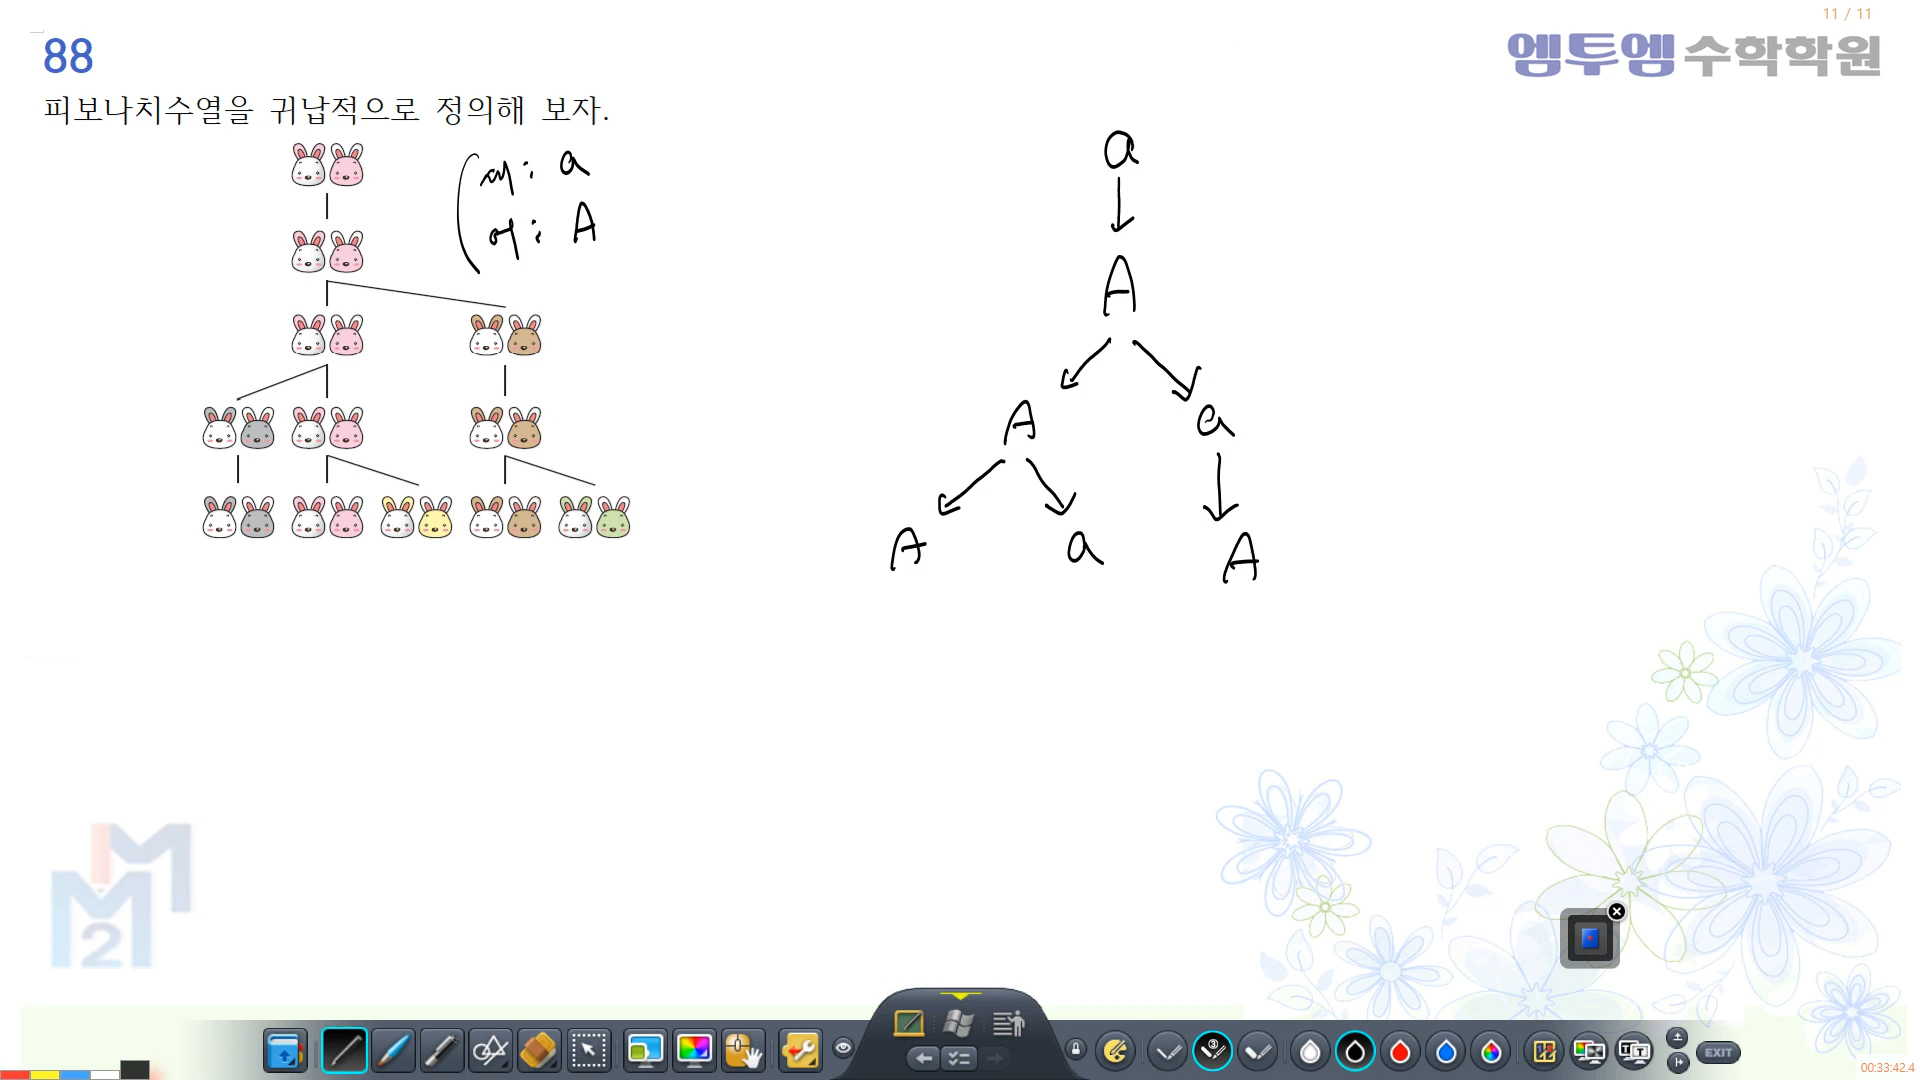 11 / 11
엠투엠 수학학원
88
피보나치수열을 귀납적으로 정의해 보자.
a
어: A
a
A
A a
A a A
M
M2
EXIT
00:33:42.4